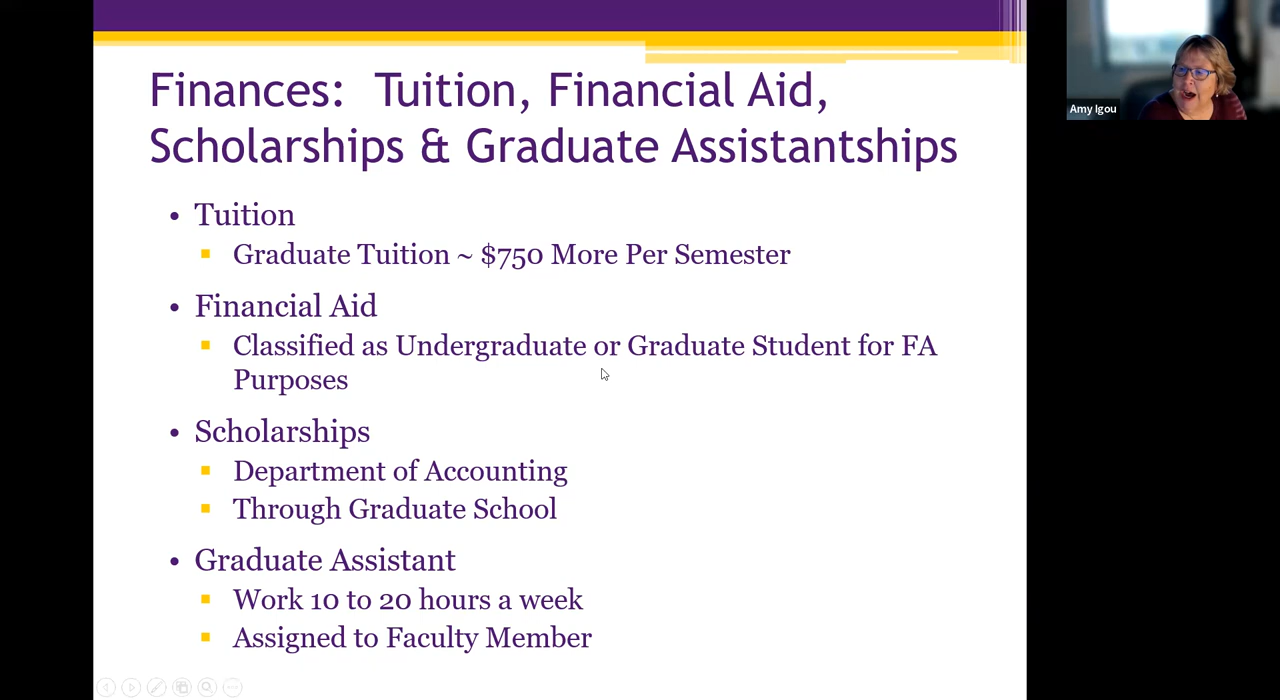 Finances: Tuition, Financial Aid,
Scholarships & Graduate Assistantships
• Tuition
▪ Graduate Tuition ~ $750 More Per Semester
• Financial Aid
▪ Classified as Undergraduate or Graduate Student for FA
Purposes
• Scholarships
▪ Department of Accounting
▪ Through Graduate School
• Graduate Assistant
▪ Work 10 to 20 hours a week
▪ Assigned to Faculty Member
Amy Igou